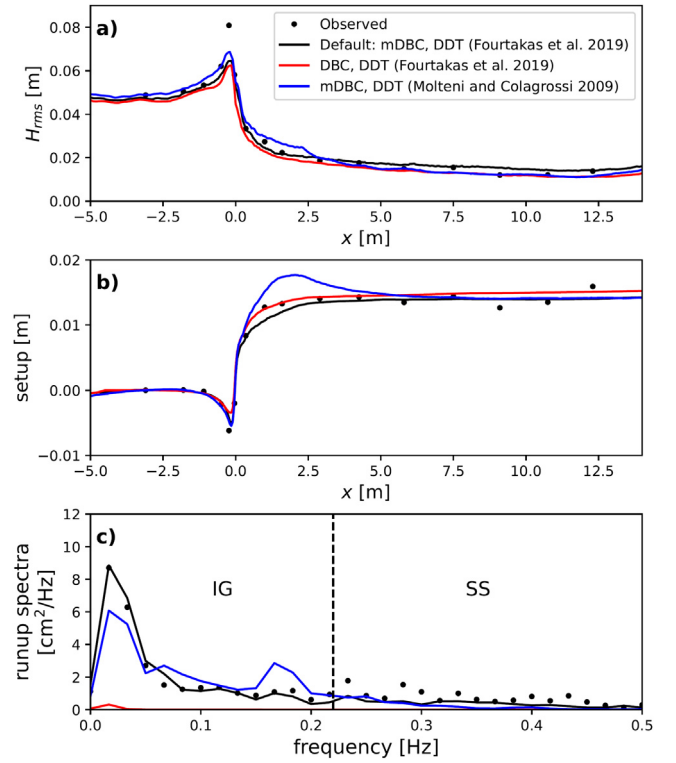 a)
Observed
Default: mDBC, DDT (Fourtakas et al. 2019)
DBC, DDT (Fourtakas et al. 2019)
mDBC, DDT (Molteni and Colagrossi 2009)
0.08
0.06
0.04
0.02
0.00
H_rms [m]
−5.0 −2.5 0.0 2.5 5.0 7.5 10.0 12.5
x [m]
b)
0.02
0.01
0.00
−0.01
setup [m]
−5.0 −2.5 0.0 2.5 5.0 7.5 10.0 12.5
x [m]
c)
12
10
8
6
4
2
0
runup spectra
[cm²/Hz]
IG SS
0.0 0.1 0.2 0.3 0.4 0.5
frequency [Hz]